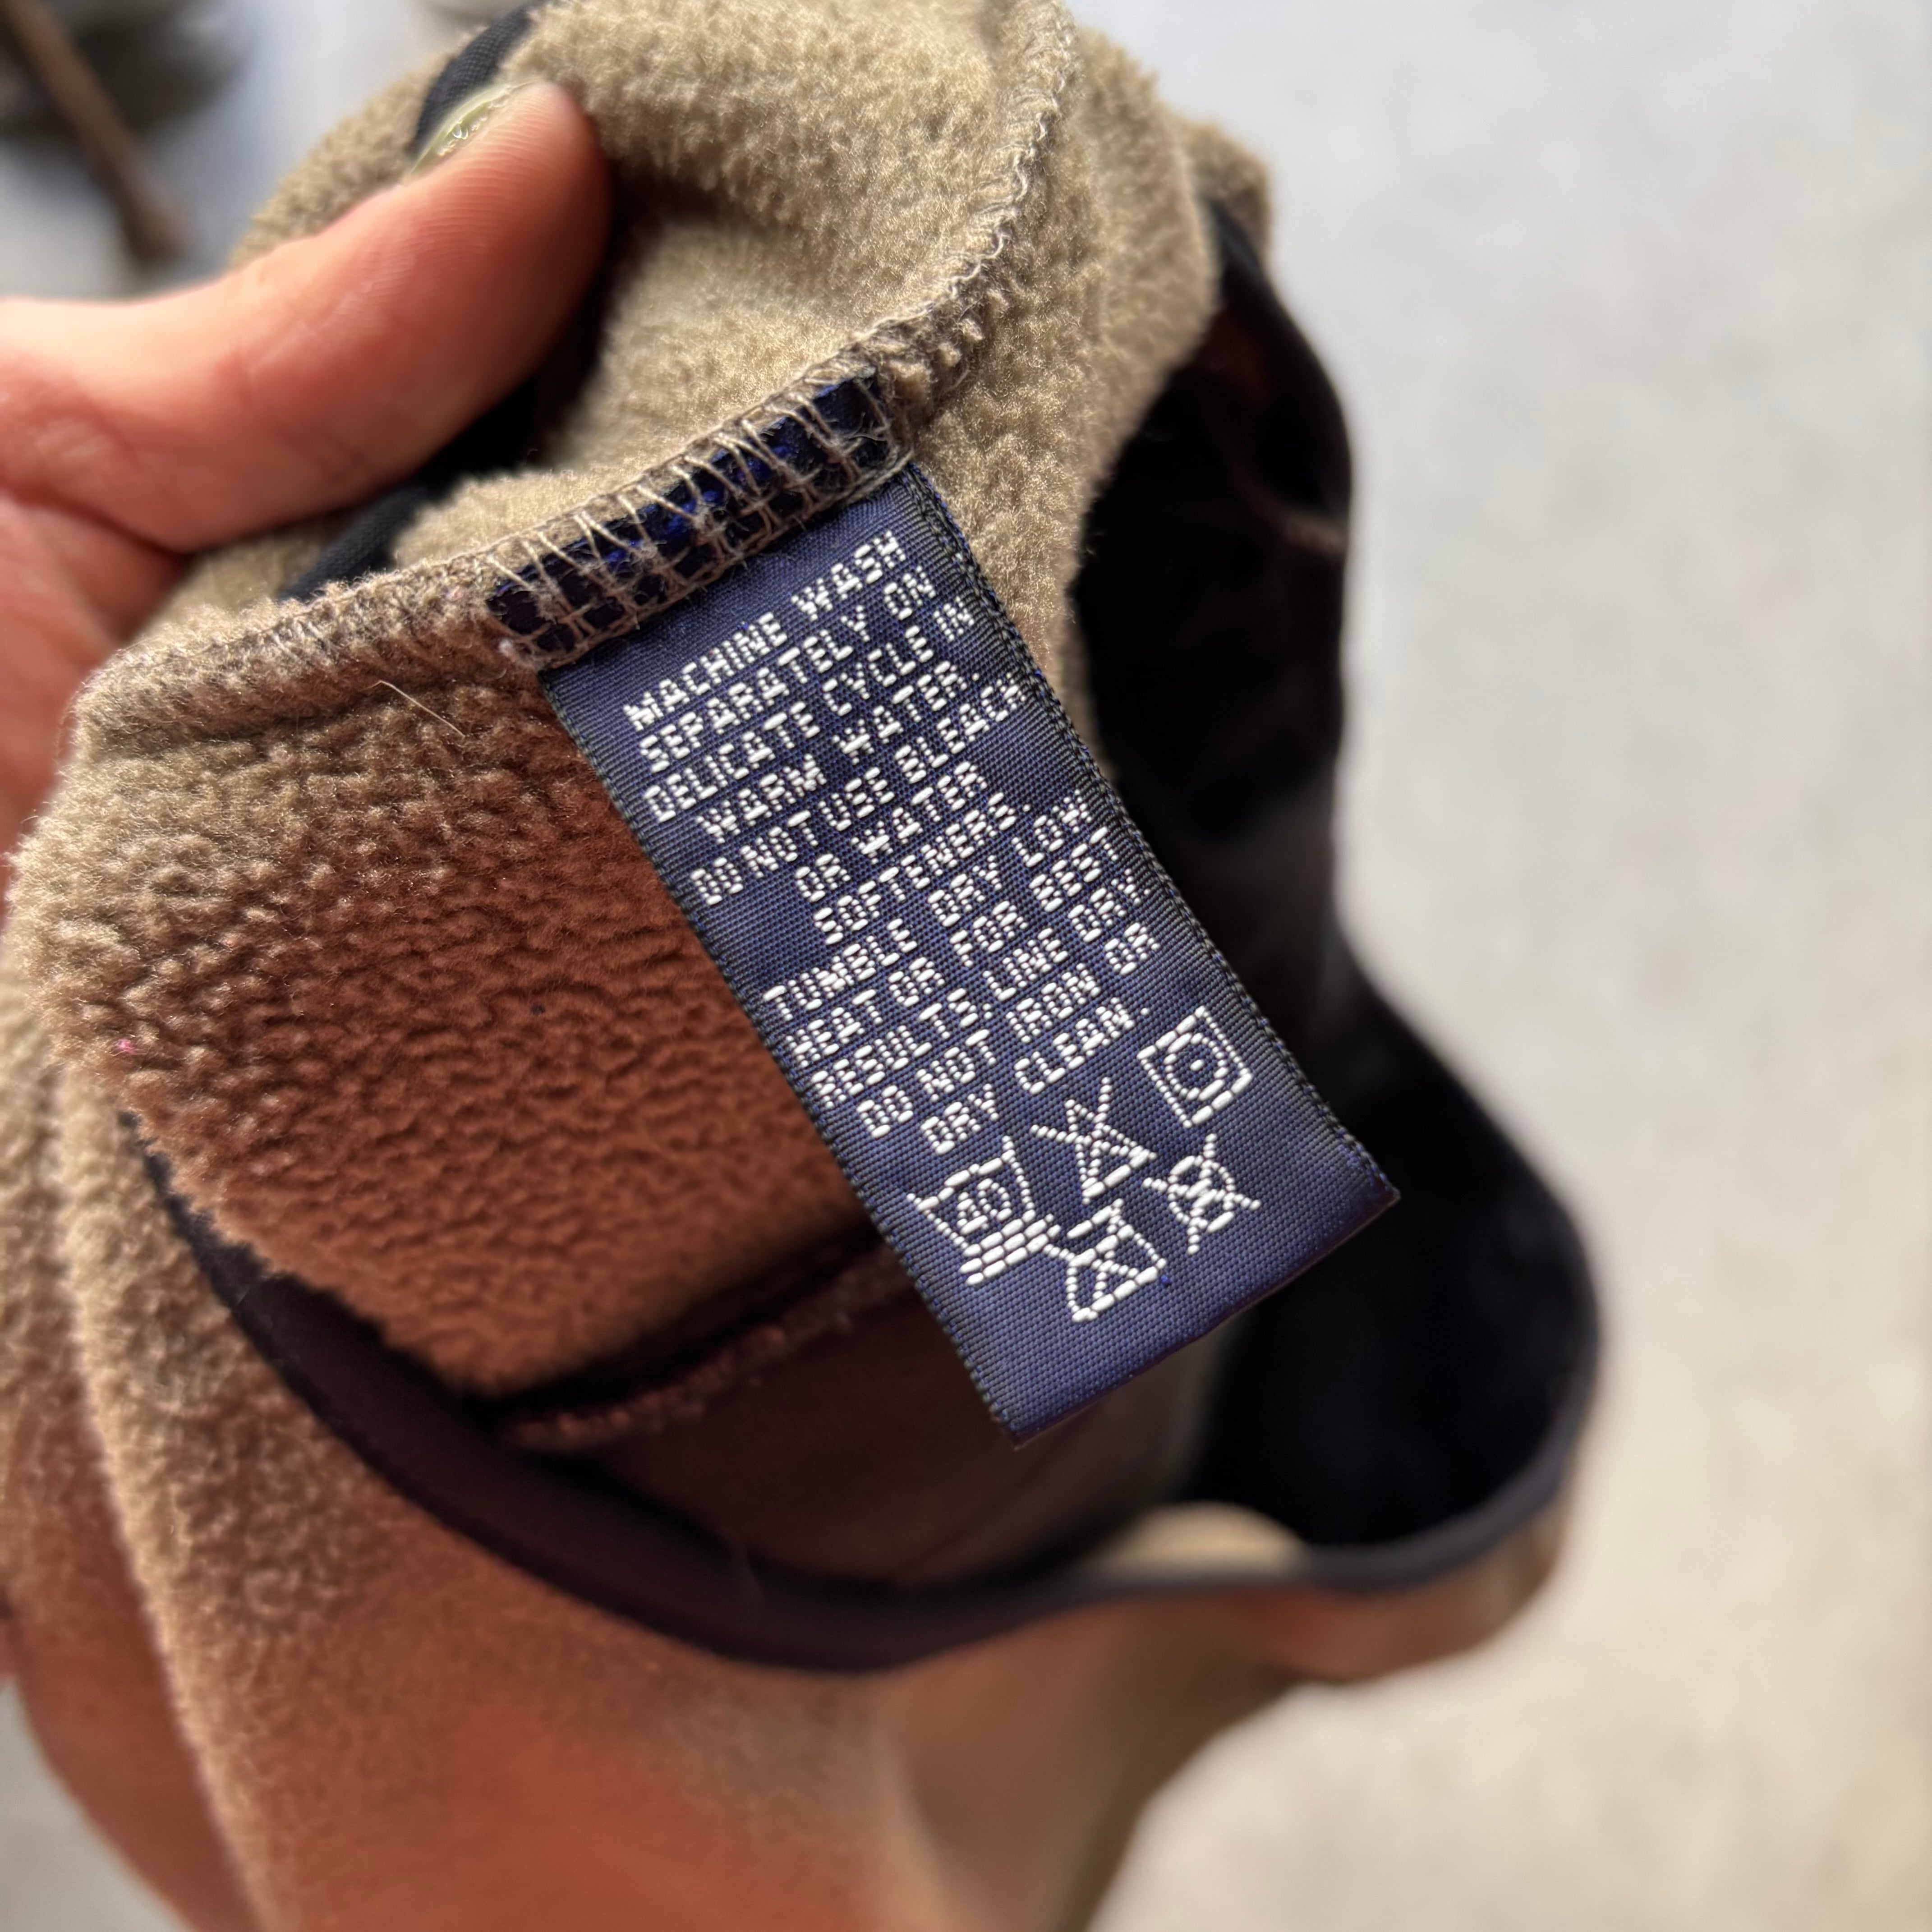 MACHINE WASH
SEPARATELY ON
DELICATE CYCLE IN
WARM WATER.
DO NOT USE BLEACH
OR WATER
SOFTENERS.
TUMBLE DRY LOW
HEAT OR FOR BEST
RESULTS, LINE DRY
DO NOT IRON OR
DRY CLEAN.